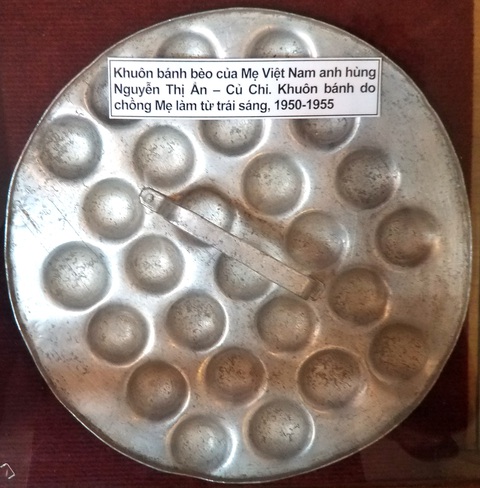 Khuôn bánh bèo của Mẹ Việt Nam anh hùng
Nguyễn Thị Ẩn – Củ Chi. Khuôn bánh do
chồng Mẹ làm từ trái sáng, 1950-1955